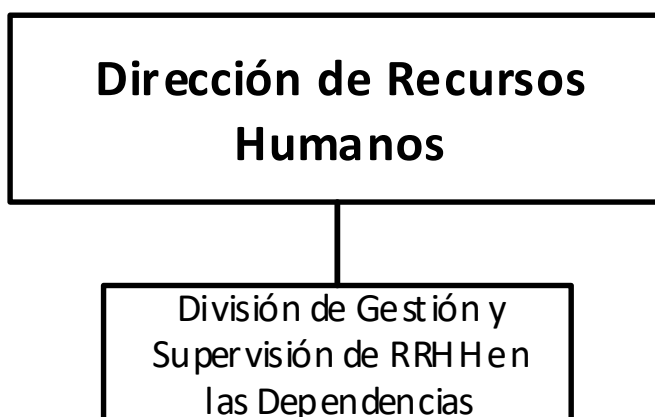 Dirección de Recursos
Humanos
División de Gestión y
Supervisión de RRHH en
las Dependencias